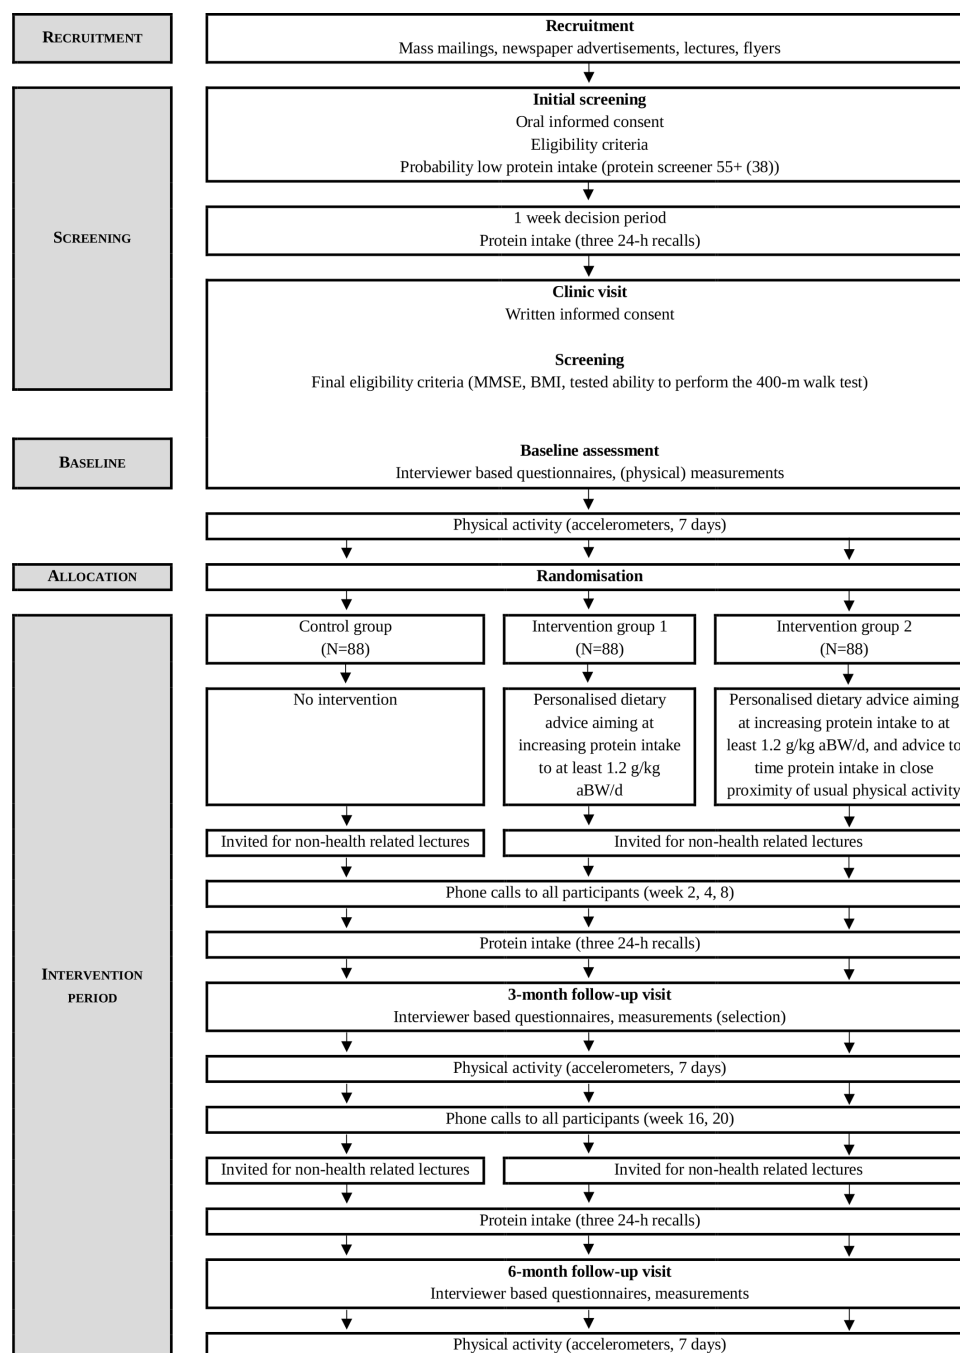 RECRUITMENT
Recruitment
Mass mailings, newspaper advertisements, lectures, flyers
SCREENING
Initial screening
Oral informed consent
Eligibility criteria
Probability low protein intake (protein screener 55+ (38))
1 week decision period
Protein intake (three 24-h recalls)
Clinic visit
Written informed consent
Screening
Final eligibility criteria (MMSE, BMI, tested ability to perform the 400-m walk test)
BASELINE
Baseline assessment
Interviewer based questionnaires, (physical) measurements
Physical activity (accelerometers, 7 days)
ALLOCATION
Randomisation
INTERVENTION
PERIOD
Control group
(N=88)
Intervention group 1
(N=88)
Intervention group 2
(N=88)
No intervention
Personalised dietary
advice aiming at
increasing protein intake
to at least 1.2 g/kg
aBW/d
Personalised dietary advice aiming
at increasing protein intake to at
least 1.2 g/kg aBW/d, and advice to
time protein intake in close
proximity of usual physical activity
Invited for non-health related lectures
Invited for non-health related lectures
Phone calls to all participants (week 2, 4, 8)
Protein intake (three 24-h recalls)
3-month follow-up visit
Interviewer based questionnaires, measurements (selection)
Physical activity (accelerometers, 7 days)
Phone calls to all participants (week 16, 20)
Invited for non-health related lectures
Invited for non-health related lectures
Protein intake (three 24-h recalls)
6-month follow-up visit
Interviewer based questionnaires, measurements
Physical activity (accelerometers, 7 days)